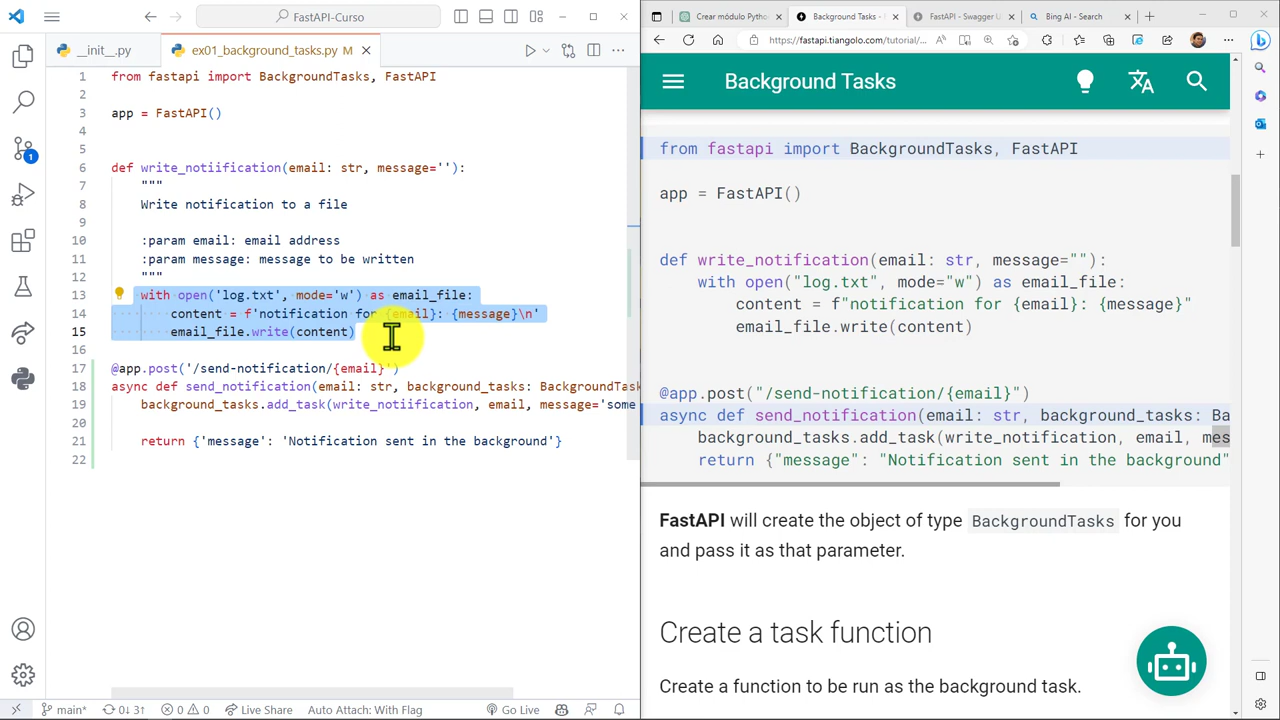 FastAPI-Curso
__init__.py
ex01_background_tasks.py M
1 from fastapi import BackgroundTasks, FastAPI
2
3 app = FastAPI()
4
5
6 def write_notiification(email: str, message=''):
7 """
8 Write notification to a file
9
10 :param email: email address
11 :param message: message to be written
12 """
13 with open('log.txt', mode='w') as email_file:
14 content = f'notification for {email}: {message}\n'
15 email_file.write(content)
16
17 @app.post('/send-notification/{email}')
18 async def send_notification(email: str, background_tasks: BackgroundTas
19 background_tasks.add_task(write_notiification, email, message='some
20
21 return {'message': 'Notification sent in the background'}
22
1
main* 0↓ 3↑ 0 0 Live Share Auto Attach: With Flag Go Live
Crear módulo Python
Background Tasks -
FastAPI - Swagger U
Bing AI - Search
https://fastapi.tiangolo.com/tutorial/...
Background Tasks
from fastapi import BackgroundTasks, FastAPI
app = FastAPI()
def write_notification(email: str, message=""):
with open("log.txt", mode="w") as email_file:
content = f"notification for {email}: {message}"
email_file.write(content)
@app.post("/send-notification/{email}")
async def send_notification(email: str, background_tasks: Ba
background_tasks.add_task(write_notification, email, mes
return {"message": "Notification sent in the background"
FastAPI will create the object of type BackgroundTasks for you
and pass it as that parameter.
Create a task function
Create a function to be run as the background task.